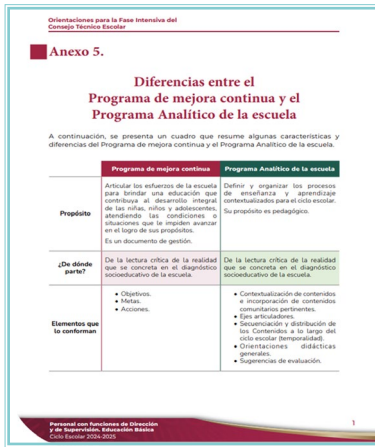 Orientaciones para la Fase Intensiva del
Consejo Técnico Escolar
Anexo 5.
Diferencias entre el
Programa de mejora continua y el
Programa Analítico de la escuela
A continuación, se presenta un cuadro que resume algunas características y
diferencias del Programa de mejora continua y el Programa Analítico de la escuela.
Programa de mejora continua
Programa Analítico de la escuela
Propósito
Articular los esfuerzos de la escuela
para brindar una educación que
contribuya al desarrollo integral
de las niñas, niños y adolescentes,
atendiendo las condiciones o
situaciones que le impiden avanzar
en el logro de sus propósitos.
Es un documento de gestión.
Definir y organizar los procesos
de enseñanza y aprendizaje
contextualizados para el ciclo escolar.
Su propósito es pedagógico.
¿De dónde
parte?
De la lectura crítica de la realidad
que se concreta en el diagnóstico
socioeducativo de la escuela.
De la lectura crítica de la realidad
que se concreta en el diagnóstico
socioeducativo de la escuela.
Elementos que
lo conforman
• Objetivos.
• Metas.
• Acciones.
• Contextualización de contenidos
e incorporación de contenidos
comunitarios pertinentes.
• Ejes articuladores.
• Secuenciación y distribución de
los Contenidos a lo largo del
ciclo escolar (temporalidad).
• Orientaciones didácticas
generales.
• Sugerencias de evaluación.
Personal con funciones de Dirección
y de Supervisión. Educación Básica
Ciclo Escolar 2024-2025
1